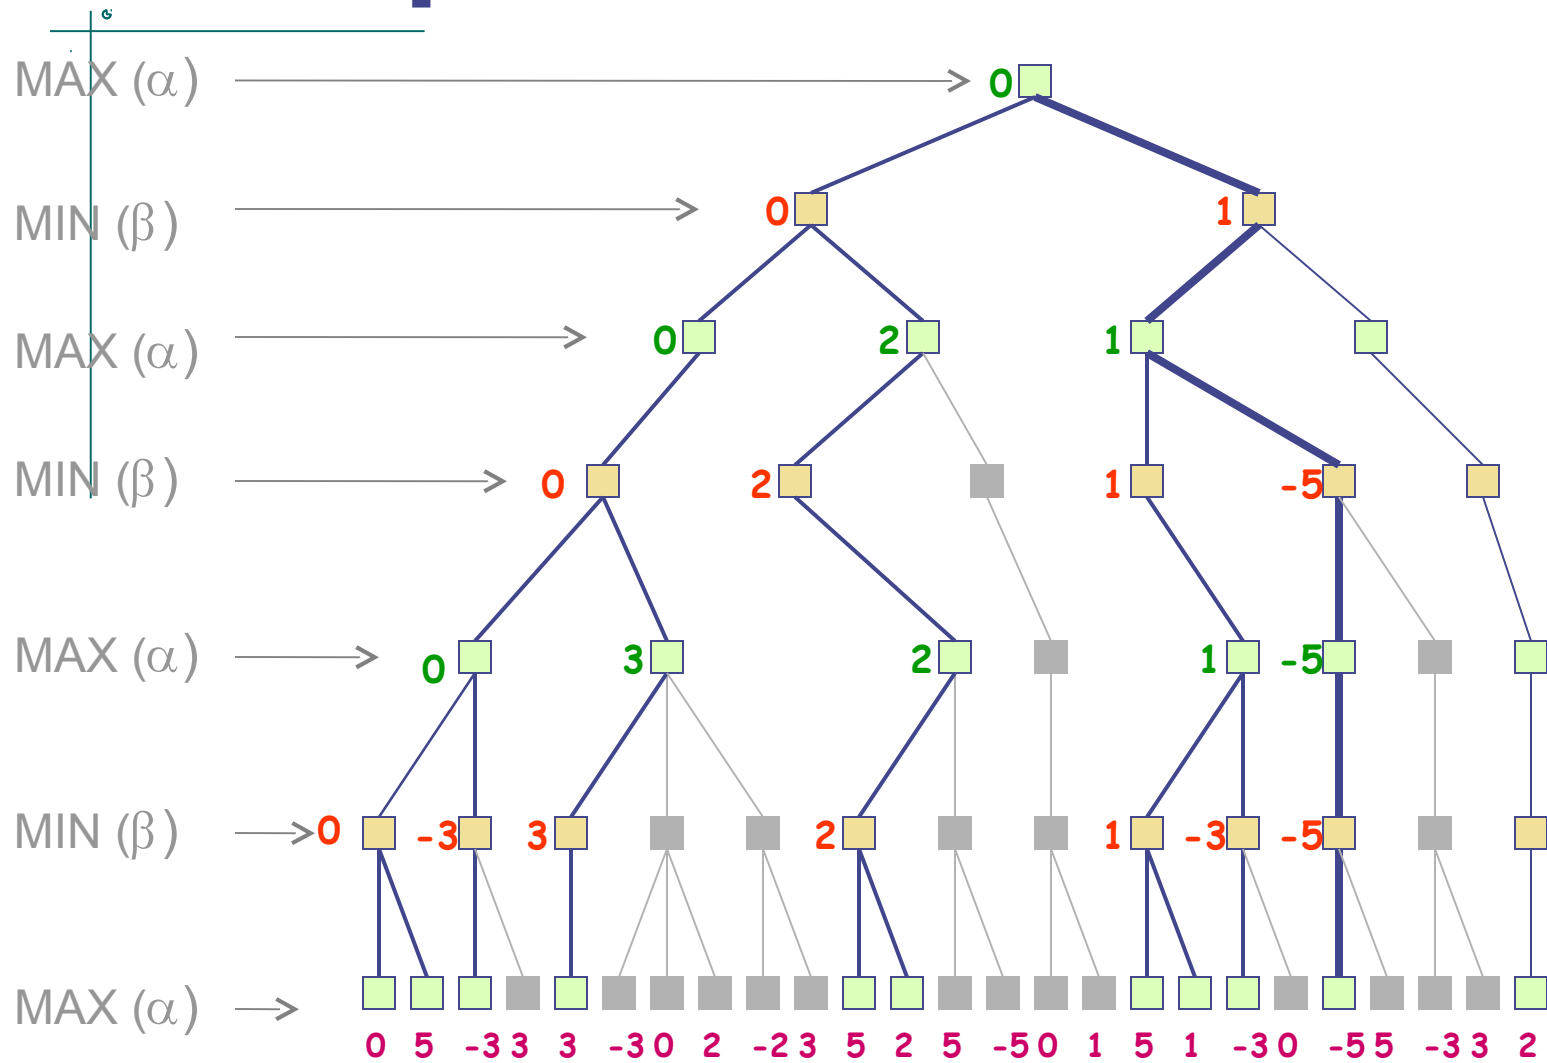 G
MAX (α) 0
MIN (β) 0 1
MAX (α) 0 2 1
MIN (β) 0 2 1 -5
MAX (α) 0 3 2 1 -5
MIN (β) 0 -3 3 2 1 -3 -5
MAX (α)
0 5 -3 3 3 -3 0 2 -2 3 5 2 5 -5 0 1 5 1 -3 0 -5 5 -3 3 2